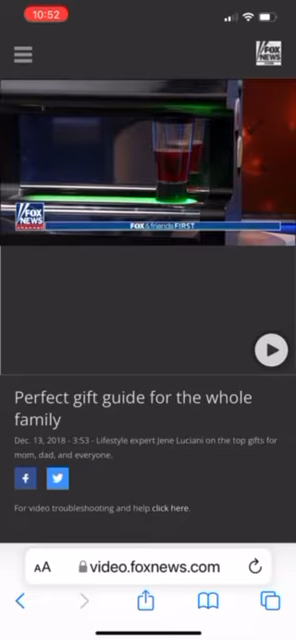 10:52
FOX
NEWS
.com
FOX
NEWS
channel
FOX & friends FIRST
Perfect gift guide for the whole
family
Dec. 13, 2018 - 3:53 - Lifestyle expert Jene Luciani on the top gifts for
mom, dad, and everyone.
For video troubleshooting and help click here.
AA video.foxnews.com